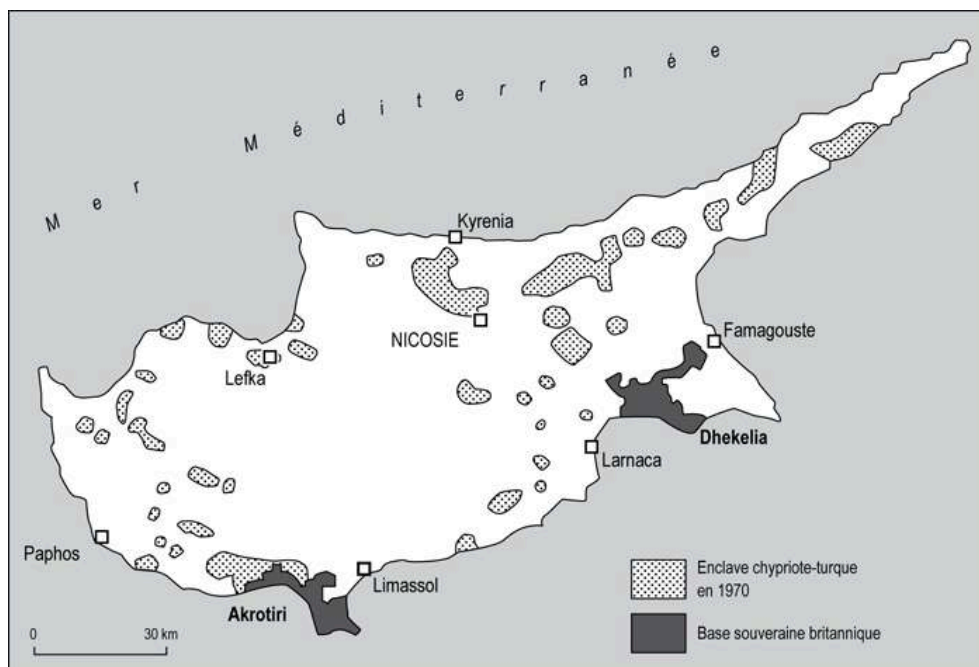 Mer Méditerranée
Kyrenia
NICOSIE
Famagouste
Lefka
Dhekelia
Larnaca
Paphos
Limassol
Akrotiri
Enclave chypriote-turque
en 1970
Base souveraine britannique
0 30 km